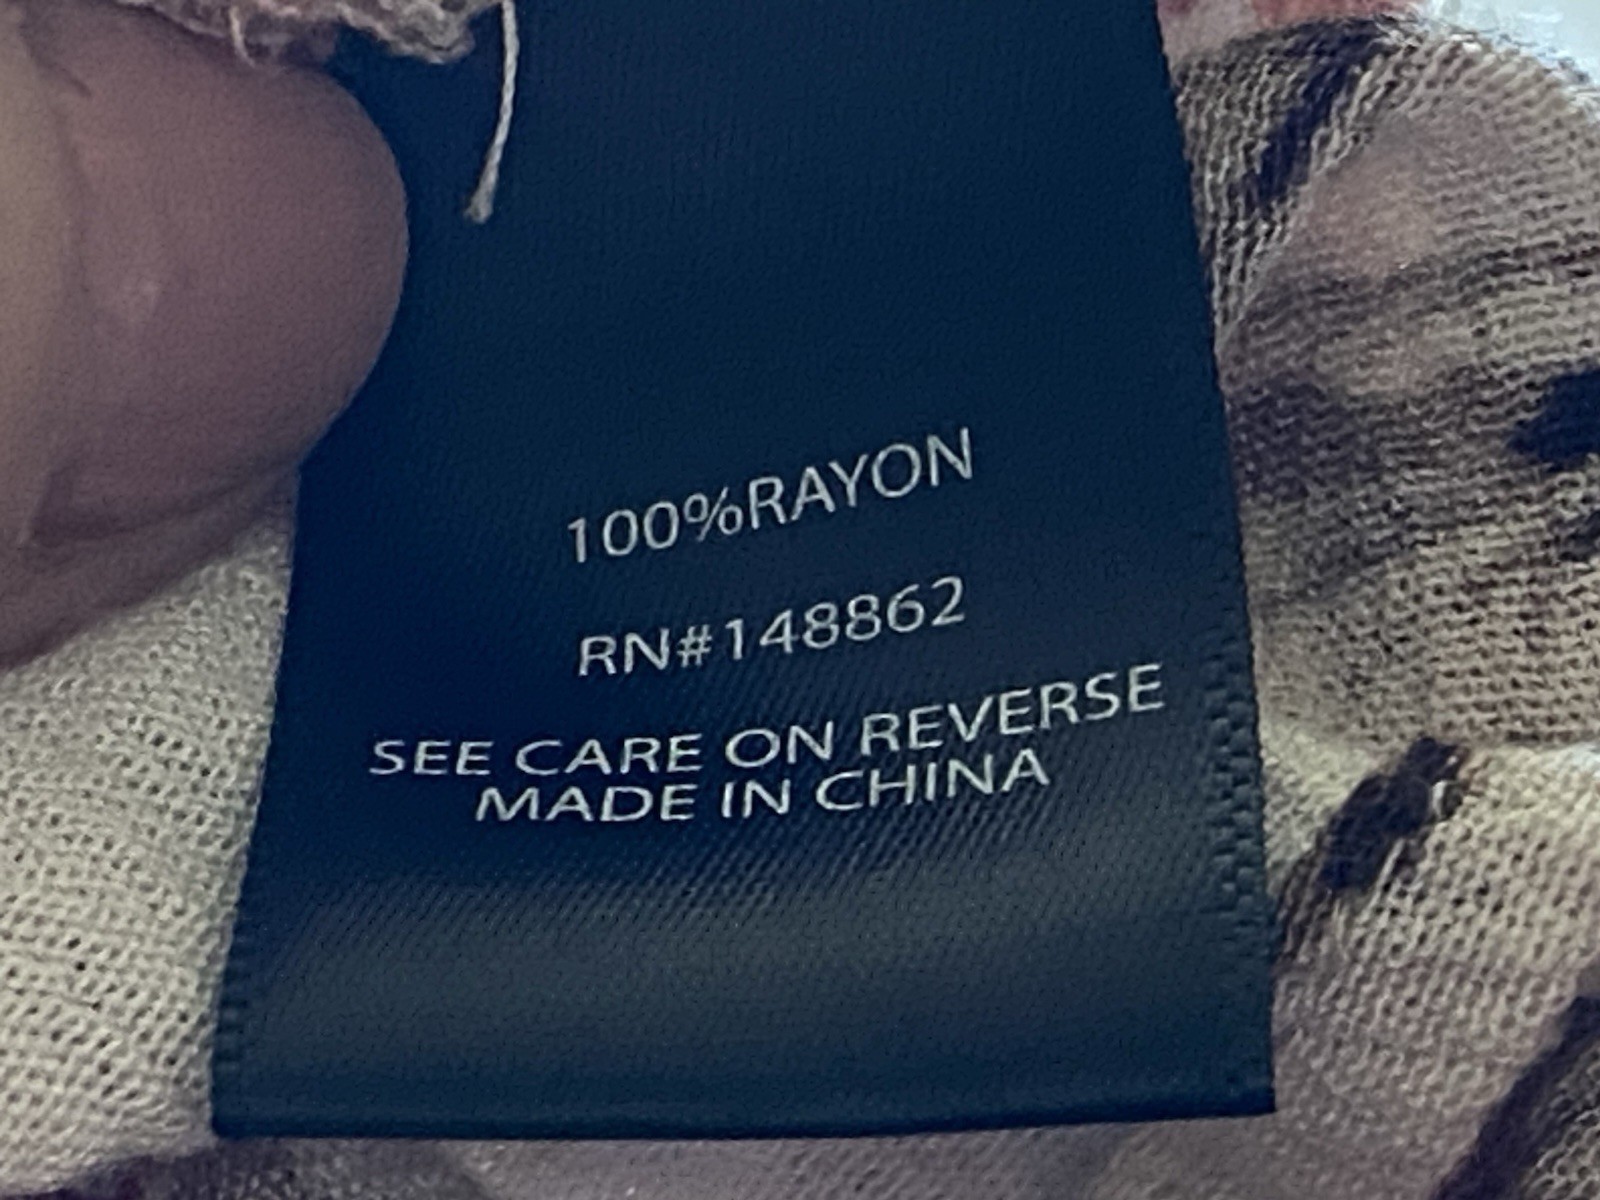 100%RAYON
RN#148862
SEE CARE ON REVERSE
MADE IN CHINA